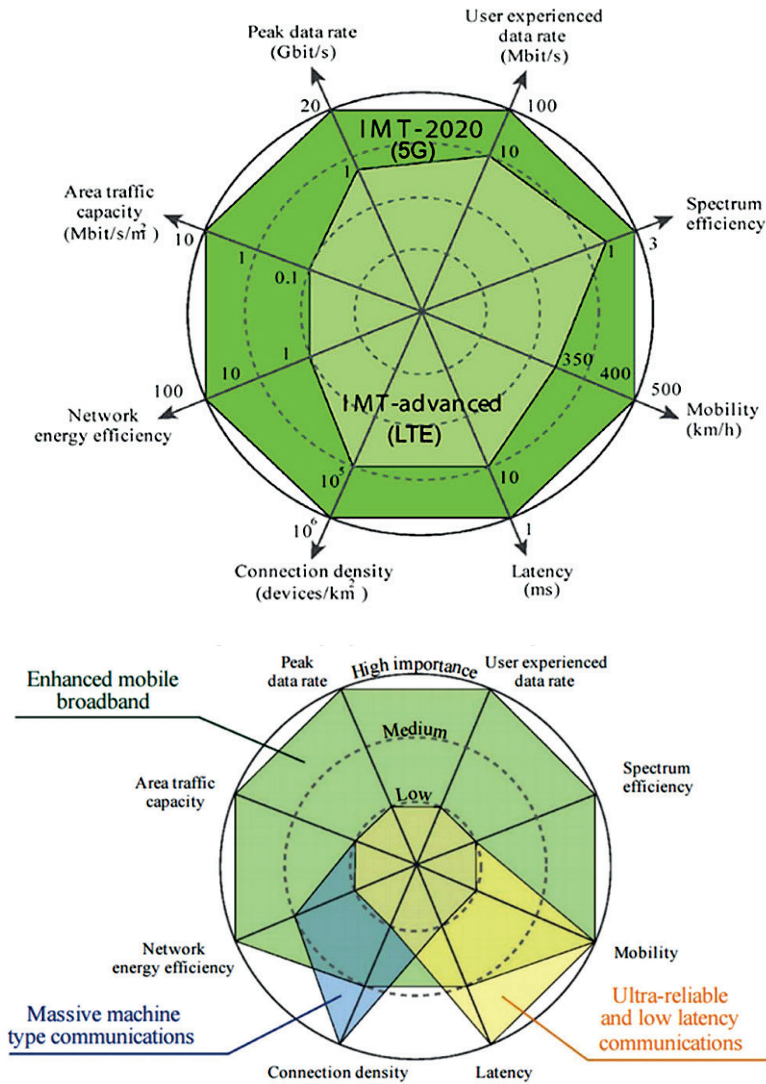 Peak data rate
(Gbit/s)
User experienced
data rate
(Mbit/s)
20
100
IMT-2020
(5G)
1
10
Area traffic
capacity
(Mbit/s/m²)
Spectrum
efficiency
10
1
0.1
1
3
1
10
100
350
400
500
Network
energy efficiency
Mobility
(km/h)
IMT-advanced
(LTE)
10⁵
10
10⁶
1
Connection density
(devices/km²)
Latency
(ms)
Enhanced mobile
broadband
Peak
data rate
High importance
User experienced
data rate
Medium
Low
Area traffic
capacity
Spectrum
efficiency
Network
energy efficiency
Mobility
Massive machine
type communications
Ultra-reliable
and low latency
communications
Connection density
Latency